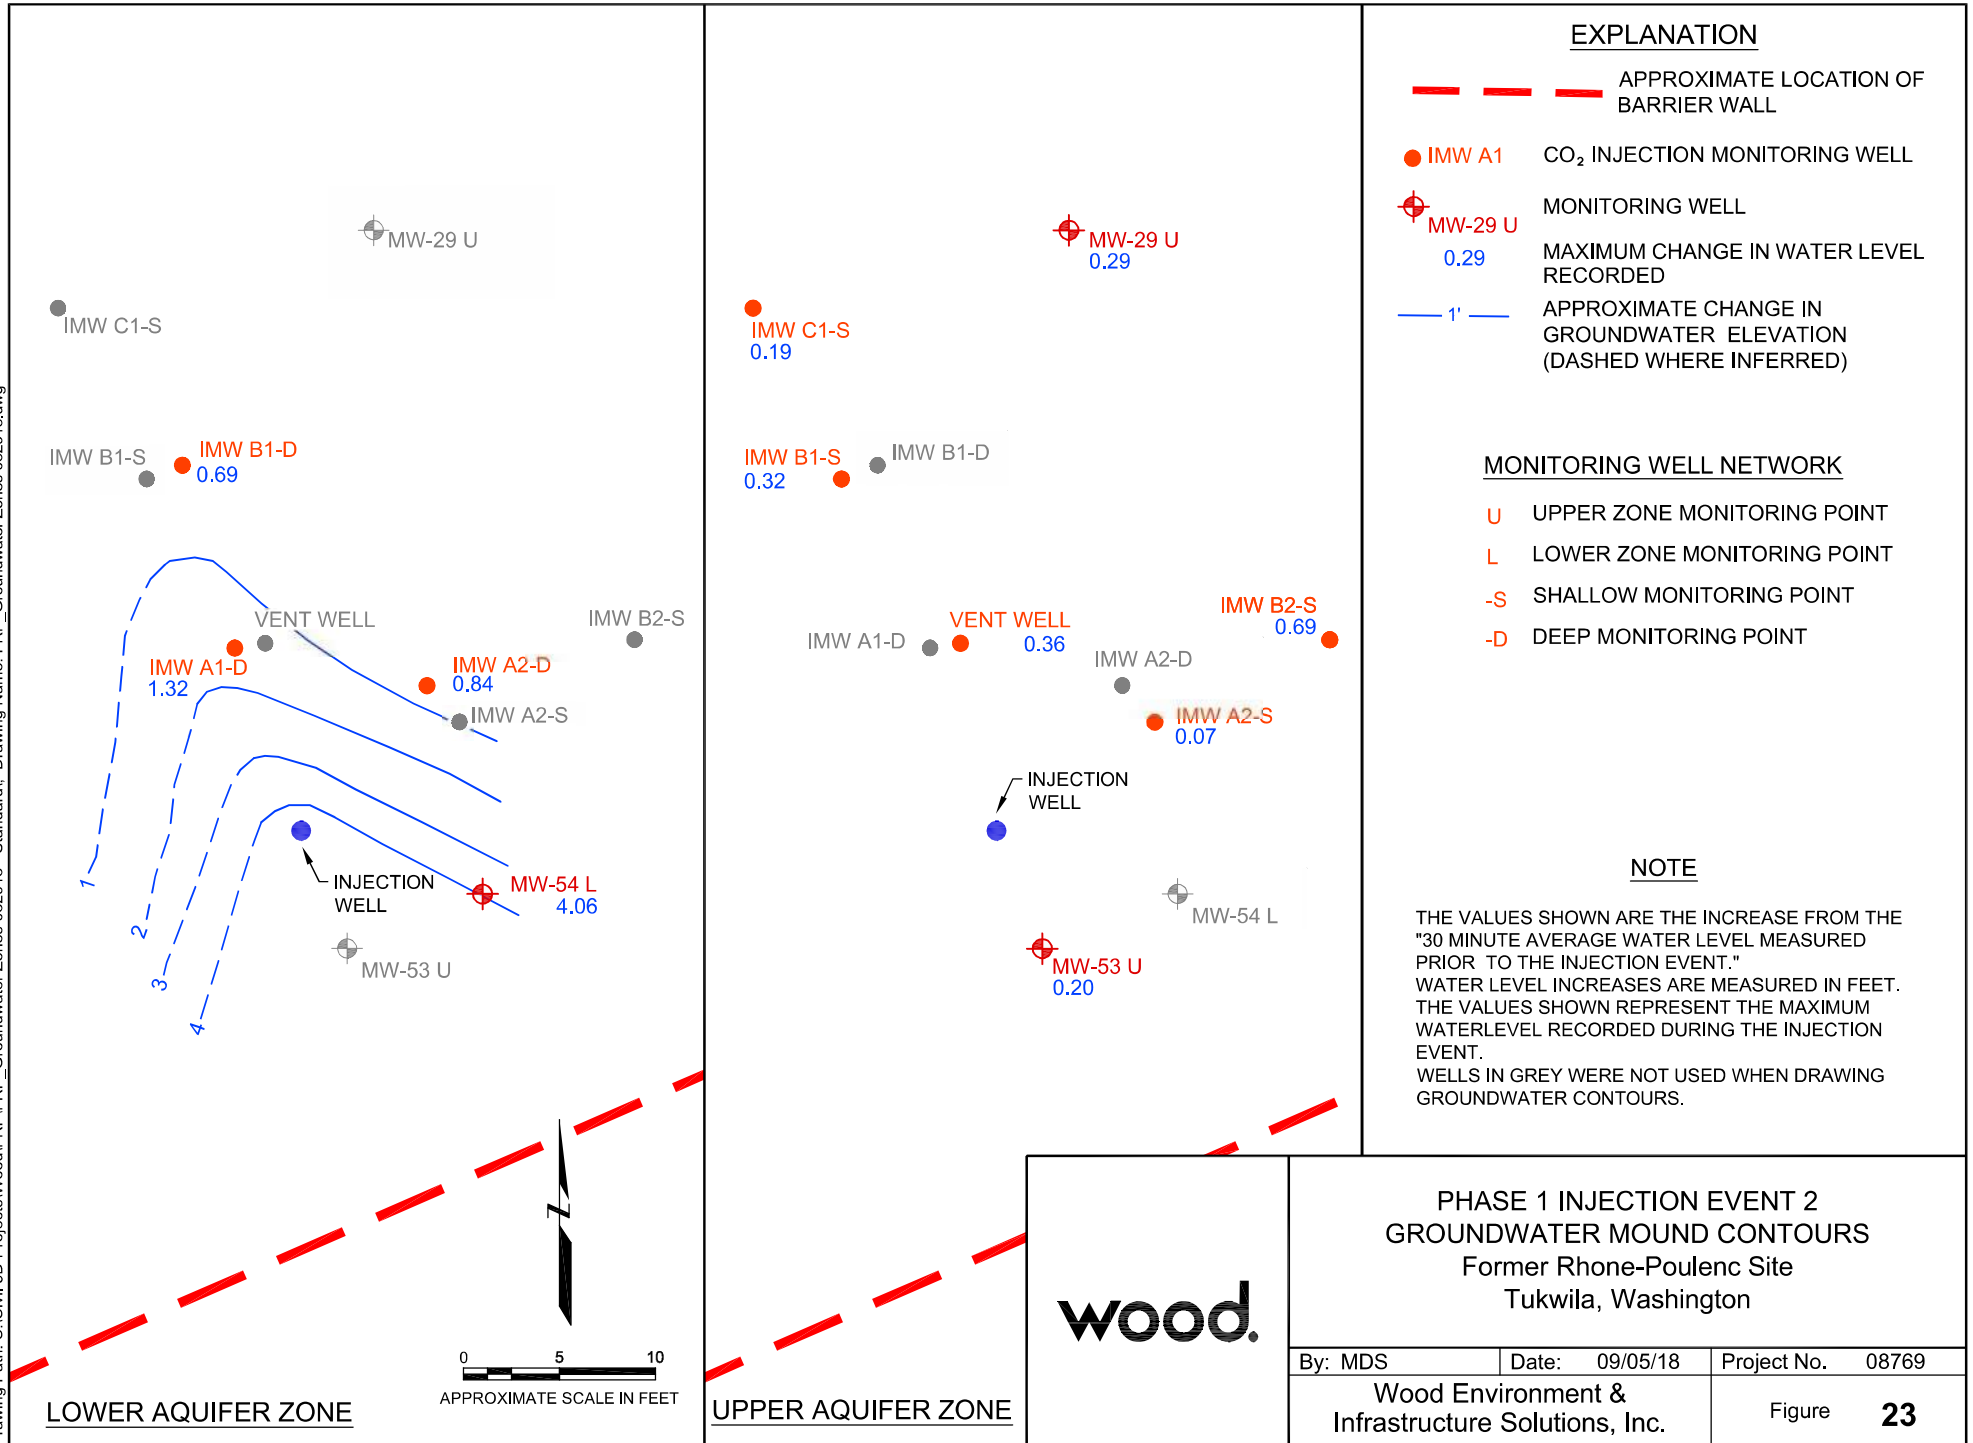 MW-29 U
IMW C1-S
IMW B1-S
IMW B1-D
0.69
VENT WELL
IMW B2-S
IMW A1-D
1.32
IMW A2-D
0.84
IMW A2-S
INJECTION
WELL
MW-54 L
4.06
MW-53 U
1
2
3
4
N
0 5 10
APPROXIMATE SCALE IN FEET
LOWER AQUIFER ZONE
MW-29 U
0.29
IMW C1-S
0.19
IMW B1-S
0.32
IMW B1-D
IMW B2-S
0.69
VENT WELL
0.36
IMW A1-D
IMW A2-D
IMW A2-S
0.07
INJECTION
WELL
MW-54 L
MW-53 U
0.20
UPPER AQUIFER ZONE
EXPLANATION
APPROXIMATE LOCATION OF
BARRIER WALL
IMW A1 CO₂ INJECTION MONITORING WELL
MW-29 U MONITORING WELL
0.29 MAXIMUM CHANGE IN WATER LEVEL
RECORDED
1' APPROXIMATE CHANGE IN
GROUNDWATER ELEVATION
(DASHED WHERE INFERRED)
MONITORING WELL NETWORK
U UPPER ZONE MONITORING POINT
L LOWER ZONE MONITORING POINT
-S SHALLOW MONITORING POINT
-D DEEP MONITORING POINT
NOTE
THE VALUES SHOWN ARE THE INCREASE FROM THE
"30 MINUTE AVERAGE WATER LEVEL MEASURED
PRIOR TO THE INJECTION EVENT."
WATER LEVEL INCREASES ARE MEASURED IN FEET.
THE VALUES SHOWN REPRESENT THE MAXIMUM
WATERLEVEL RECORDED DURING THE INJECTION
EVENT.
WELLS IN GREY WERE NOT USED WHEN DRAWING
GROUNDWATER CONTOURS.
wood.
PHASE 1 INJECTION EVENT 2
GROUNDWATER MOUND CONTOURS
Former Rhone-Poulenc Site
Tukwila, Washington
By: MDS Date: 09/05/18 Project No. 08769
Wood Environment &
Infrastructure Solutions, Inc.
Figure 23